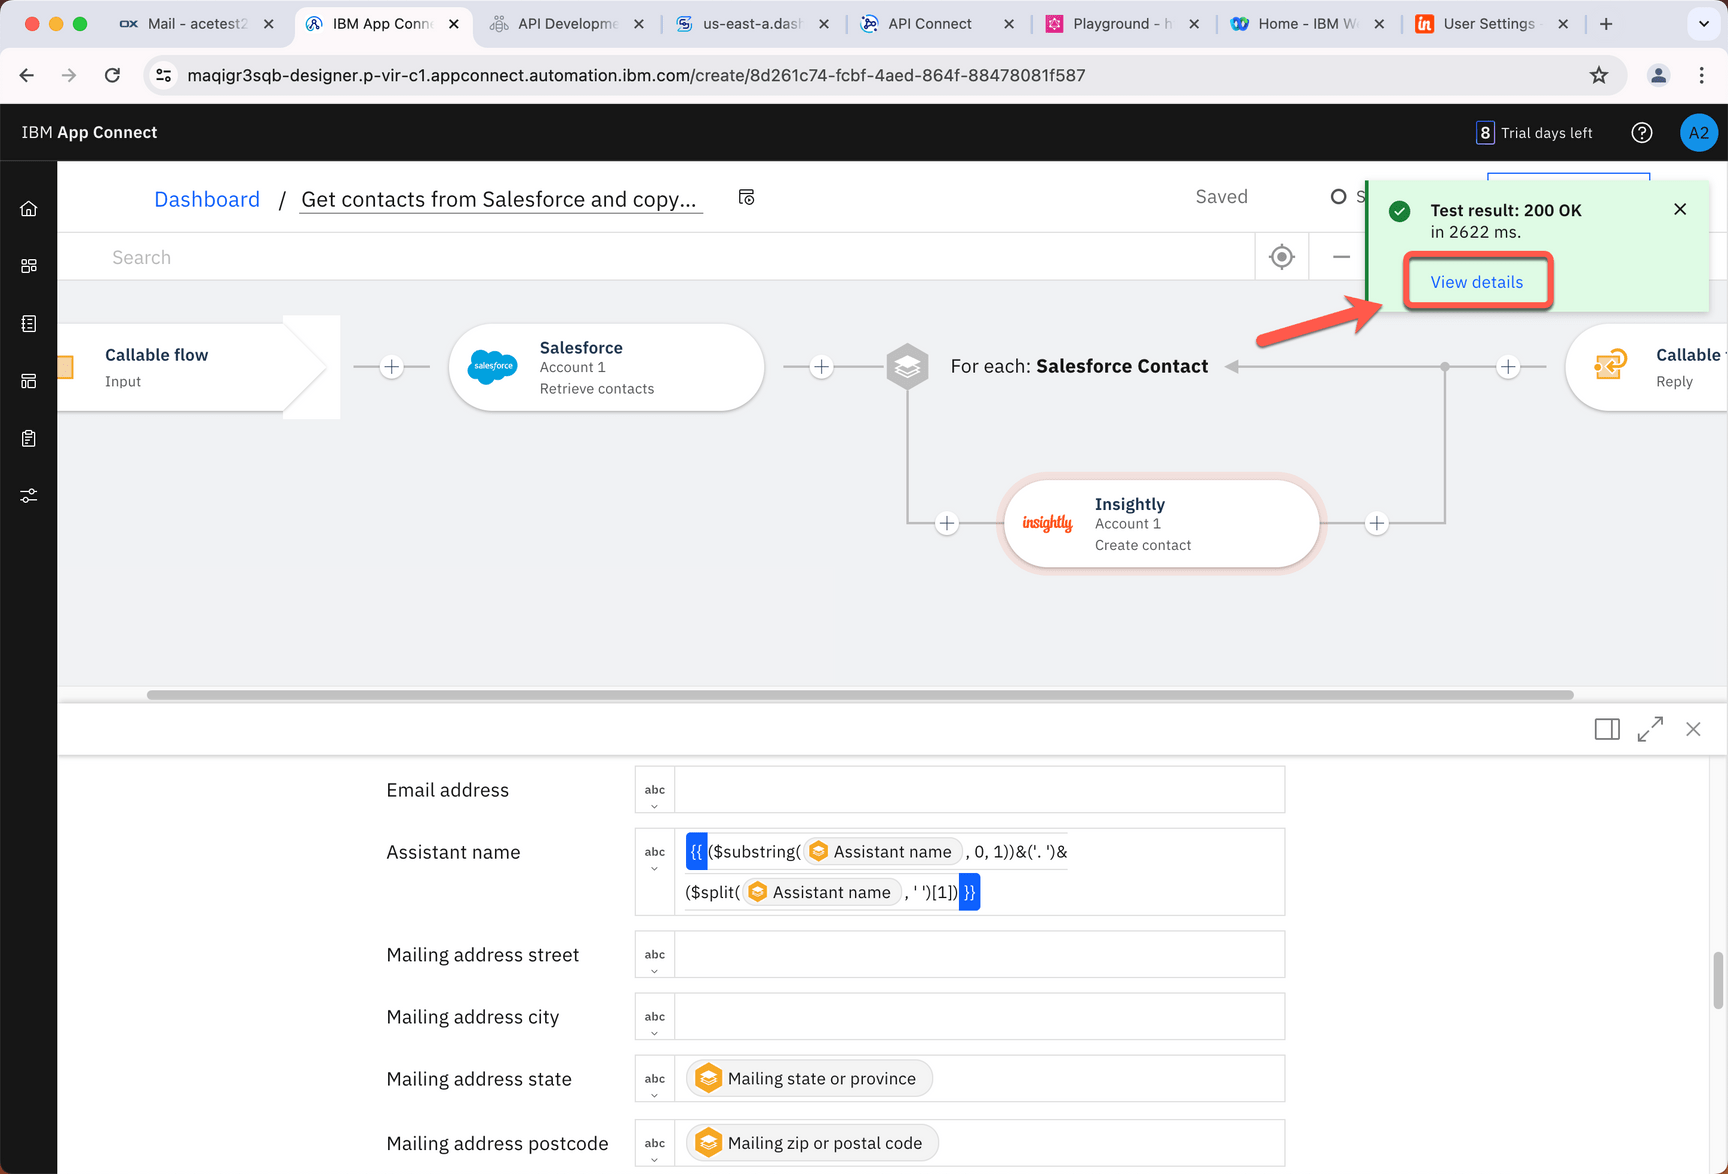 Mail - acetest2
IBM App Conn
API Developme
us-east-a.dash
API Connect
Playground - h
Home - IBM W
User Settings
maqigr3sqb-designer.p-vir-c1.appconnect.automation.ibm.com/create/8d261c74-fcbf-4aed-864f-88478081f587
IBM App Connect
8 Trial days left
A2
Dashboard / Get contacts from Salesforce and copy...
Saved
S
Test result: 200 OK
in 2622 ms.
View details
Search
Callable flow
Input
salesforce
Salesforce
Account 1
Retrieve contacts
For each: Salesforce Contact
Callable
Reply
insightly
Insightly
Account 1
Create contact
Email address
abc
Assistant name
abc
{{ ($substring( Assistant name , 0, 1))&('. ')&
($split( Assistant name , ' ')[1]) }}
Mailing address street
abc
Mailing address city
abc
Mailing address state
abc
Mailing state or province
Mailing address postcode
abc
Mailing zip or postal code